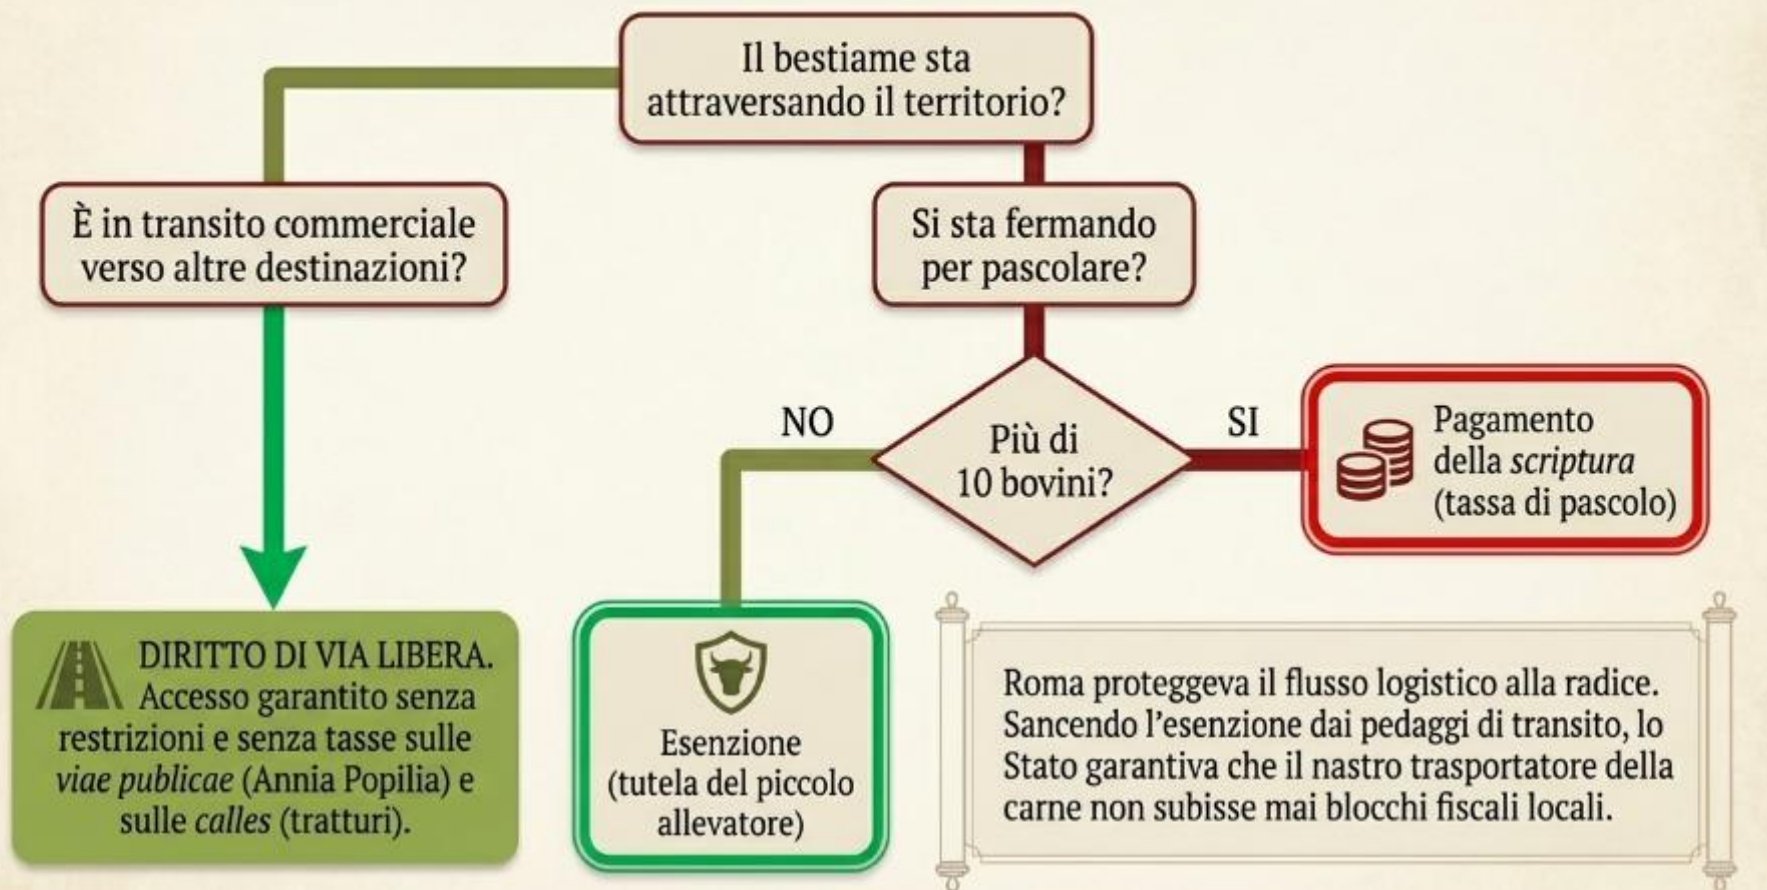 Il bestiame sta
attraversando il territorio?
È in transito commerciale
verso altre destinazioni?
Si sta fermando
per pascolare?
NO
Più di
10 bovini?
SI
Pagamento
della scriptura
(tassa di pascolo)
DIRITTO DI VIA LIBERA.
Accesso garantito senza
restrizioni e senza tasse sulle
viae publicae (Annia Popilia) e
sulle calles (tratturi).
Esenzione
(tutela del piccolo
allevatore)
Roma proteggeva il flusso logistico alla radice.
Sancendo l'esenzione dai pedaggi di transito, lo
Stato garantiva che il nastro trasportatore della
carne non subisse mai blocchi fiscali locali.